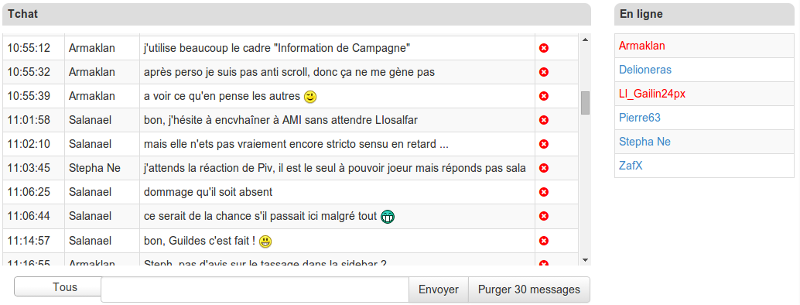 Tchat
10:55:12 Armaklan j'utilise beaucoup le cadre "Information de Campagne"
10:55:32 Armaklan après perso je suis pas anti scroll, donc ça ne me gène pas
10:55:39 Armaklan a voir ce qu'en pense les autres
11:01:58 Salanael bon, j'hésite à encvhaîner à AMI sans attendre Llosalfar
11:02:10 Salanael mais elle n'ets pas vraiement encore stricto sensu en retard ...
11:03:45 Stepha Ne j'attends la réaction de Piv, il est le seul à pouvoir joeur mais réponds pas sala
11:06:25 Salanael dommage qu'il soit absent
11:06:44 Salanael ce serait de la chance s'il passait ici malgré tout
11:14:57 Salanael bon, Guildes c'est fait !
11:16:55 Armaklan Steph, pas d'avis sur le tassage dans la sidebar ?
Tous Envoyer Purger 30 messages
En ligne
Armaklan
Delioneras
LI_Gailin24px
Pierre63
Stepha Ne
ZafX